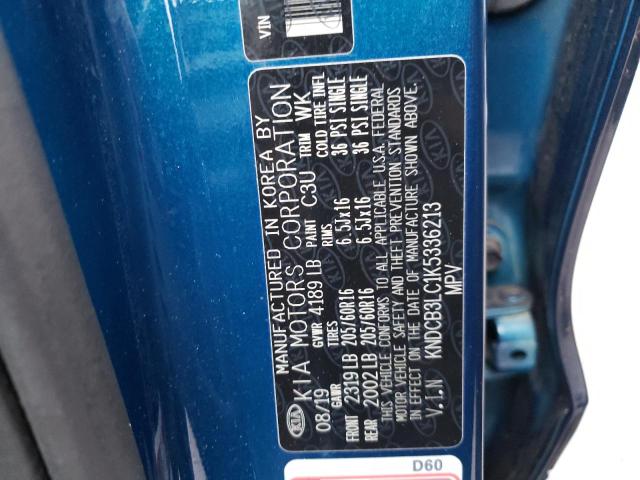 VIN
MANUFACTURED IN KOREA BY
KIA KIA MOTORS CORPORATION
08/19 GVWR 4189 LB PAINT C3U TRIM WK
GAWR TIRES RIMS COLD TIRE INFL
FRONT 2319 LB 205/60R16 6.5Jx16 36 PSI SINGLE
REAR 2002 LB 205/60R16 6.5Jx16 36 PSI SINGLE
THIS VEHICLE CONFORMS TO ALL APPLICABLE U.S.A. FEDERAL
MOTOR VEHICLE SAFETY AND THEFT PREVENTION STANDARDS
IN EFFECT ON THE DATE OF MANUFACTURE SHOWN ABOVE.
V.I.N KNDCB3LC1K5336213
MPV
D60